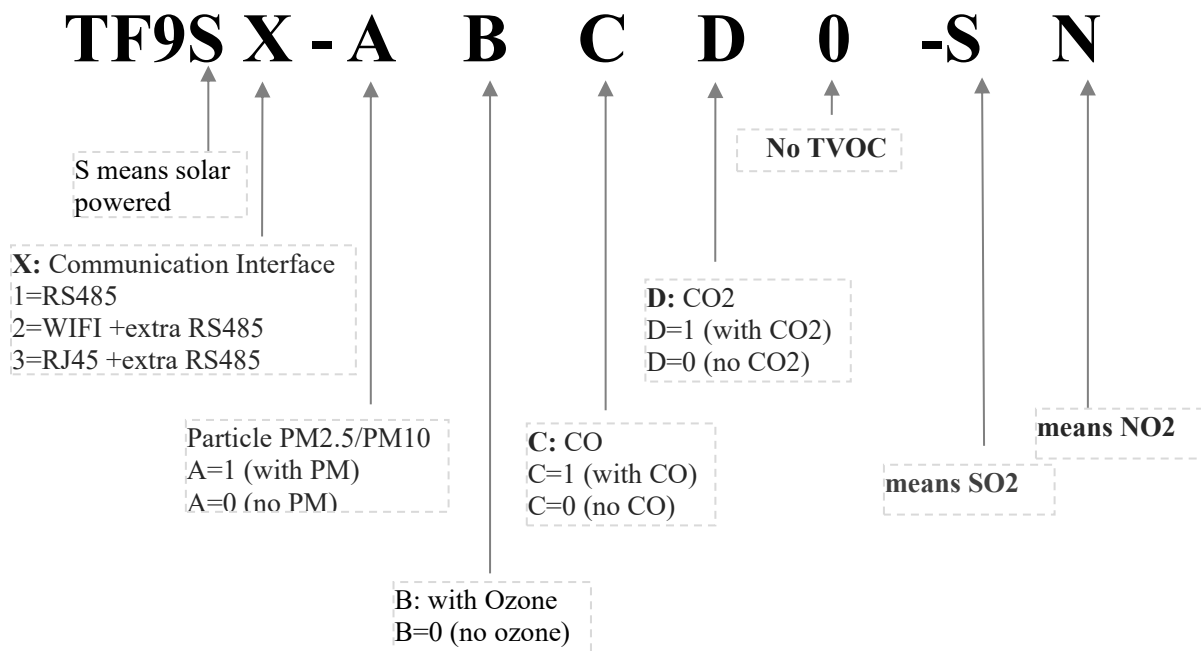 TF9S X - A B C D 0 -S N
No TVOC
S means solar
powered
X: Communication Interface
1=RS485
2=WIFI +extra RS485
3=RJ45 +extra RS485
D: CO2
D=1 (with CO2)
D=0 (no CO2)
Particle PM2.5/PM10
A=1 (with PM)
A=0 (no PM)
C: CO
C=1 (with CO)
C=0 (no CO)
means NO2
means SO2
B: with Ozone
B=0 (no ozone)